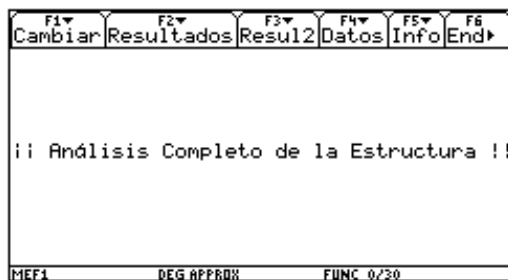 F1▾ F2▾ F3▾ F4▾ F5▾ F6
Cambiar Resultados Resul2 Datos Info End▸
¡¡ Análisis Completo de la Estructura !!
MEF1 DEG APPROX FUNC 0/30